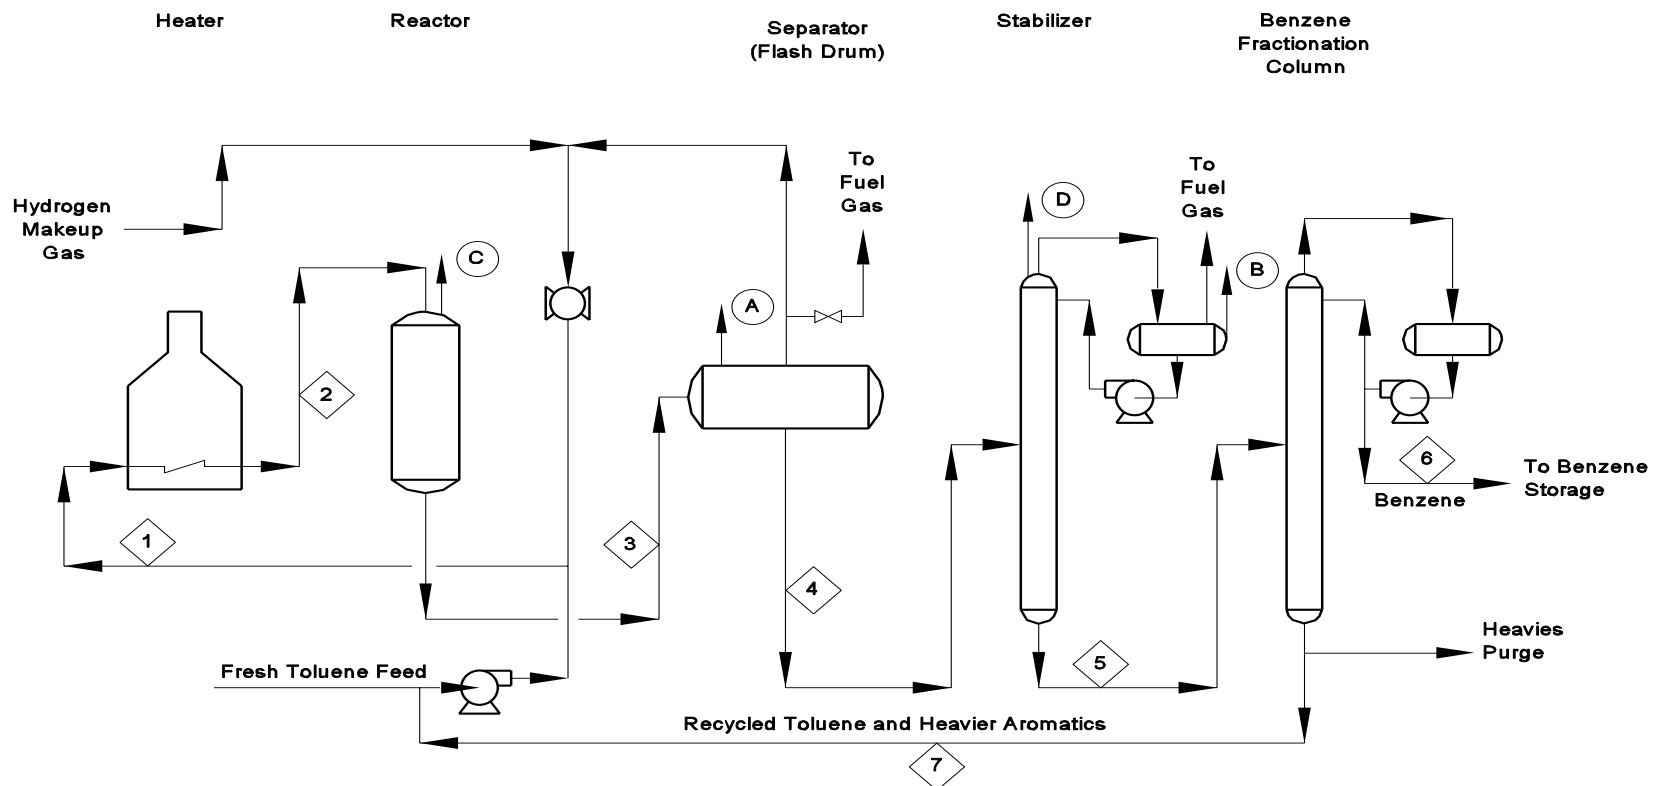 Heater
Reactor
Separator
(Flash Drum)
Stabilizer
Benzene
Fractionation
Column
To
Fuel
Gas
To
Fuel
Gas
Hydrogen
Makeup
Gas
C
A
D
B
2
1
3
4
5
6
To Benzene
Storage
Benzene
Fresh Toluene Feed
Heavies
Purge
Recycled Toluene and Heavier Aromatics
7